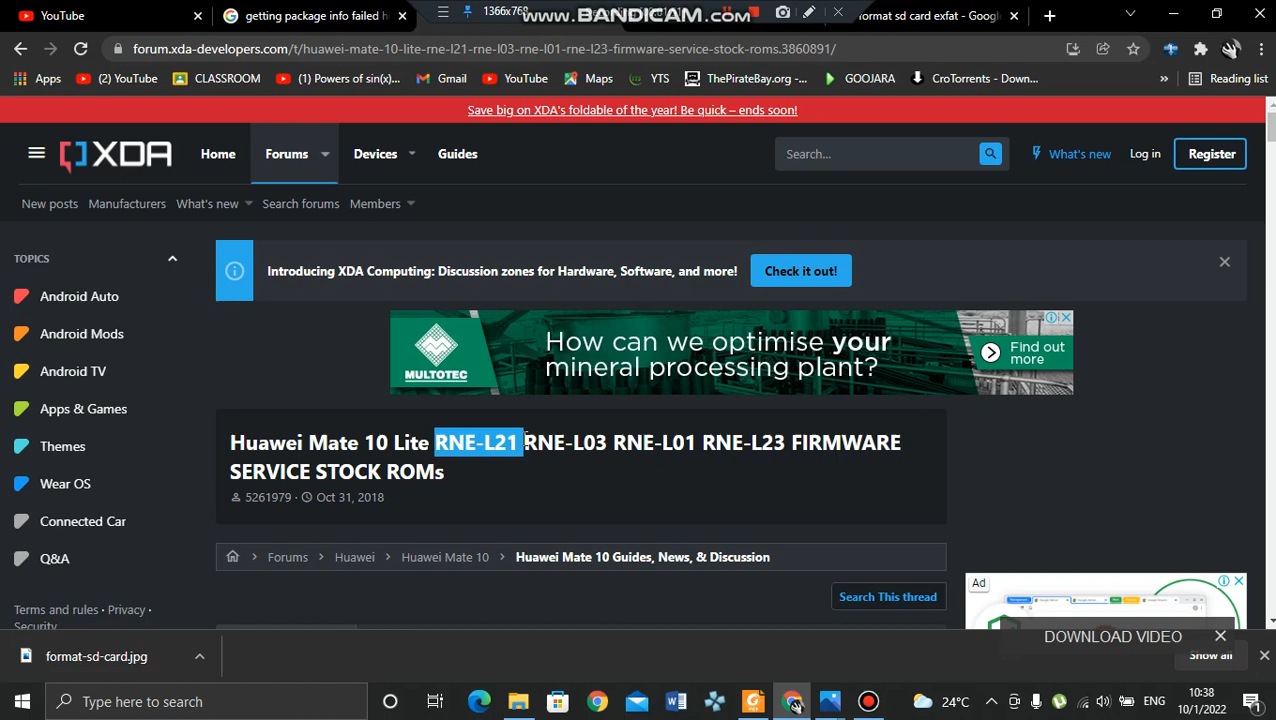 YouTube
getting package info failed h
1366x768
www.BANDICAM.com
format sd card exfat - Googl
forum.xda-developers.com/t/huawei-mate-10-lite-rne-l21-rne-l03-rne-l01-rne-l23-firmware-service-stock-roms.3860891/
Apps
(2) YouTube
CLASSROOM
(1) Powers of sin(x)...
Gmail
YouTube
Maps
YTS
ThePirateBay.org -...
GOOJARA
CroTorrents - Down...
»
Reading list
Save big on XDA's foldable of the year! Be quick – ends soon!
XDA
Home
Forums
Devices
Guides
Search...
What's new
Log in
Register
New posts
Manufacturers
What's new
Search forums
Members
TOPICS
Android Auto
Android Mods
Android TV
Apps & Games
Themes
Wear OS
Connected Car
Q&A
Terms and rules · Privacy ·
Security
Introducing XDA Computing: Discussion zones for Hardware, Software, and more!
Check it out!
MULTOTEC
How can we optimise your
mineral processing plant?
Find out
more
Huawei Mate 10 Lite RNE-L21 RNE-L03 RNE-L01 RNE-L23 FIRMWARE
SERVICE STOCK ROMs
5261979 · Oct 31, 2018
Forums > Huawei > Huawei Mate 10 > Huawei Mate 10 Guides, News, & Discussion
Search This thread
Ad
DOWNLOAD VIDEO
format-sd-card.jpg
Show all
Type here to search
24°C
ENG
10:38
10/1/2022
1